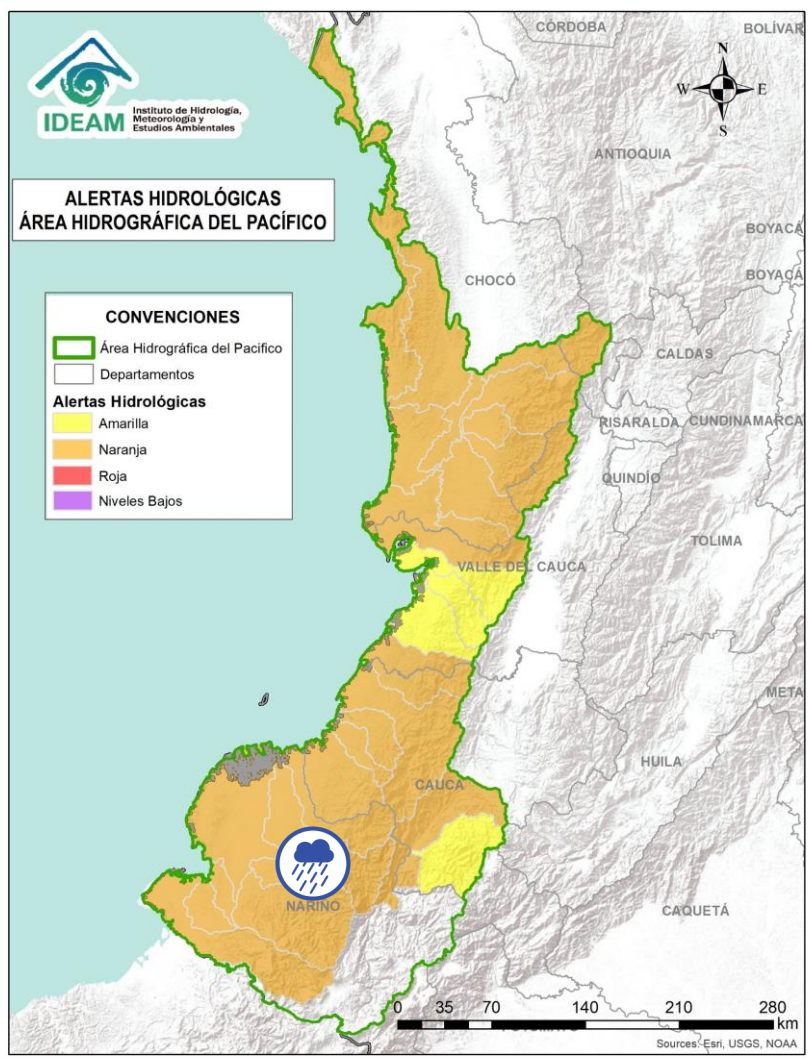 IDEAM
Instituto de Hidrología,
Meteorología y
Estudios Ambientales
ALERTAS HIDROLÓGICAS
ÁREA HIDROGRÁFICA DEL PACÍFICO
CONVENCIONES
Área Hidrográfica del Pacifico
Departamentos
Alertas Hidrológicas
Amarilla
Naranja
Roja
Niveles Bajos
CÓRDOBA
BOLÍVAR
N
W E
S
ANTIOQUIA
BOYACÁ
BOYACÁ
CHOCÓ
CALDAS
RISARALDA
CUNDINAMARCA
QUINDÍO
TOLIMA
VALLE DEL CAUCA
META
HUILA
CAUCA
NARIÑO
CAQUETÁ
0 35 70 140 210 280
km
Sources: Esri, USGS, NOAA